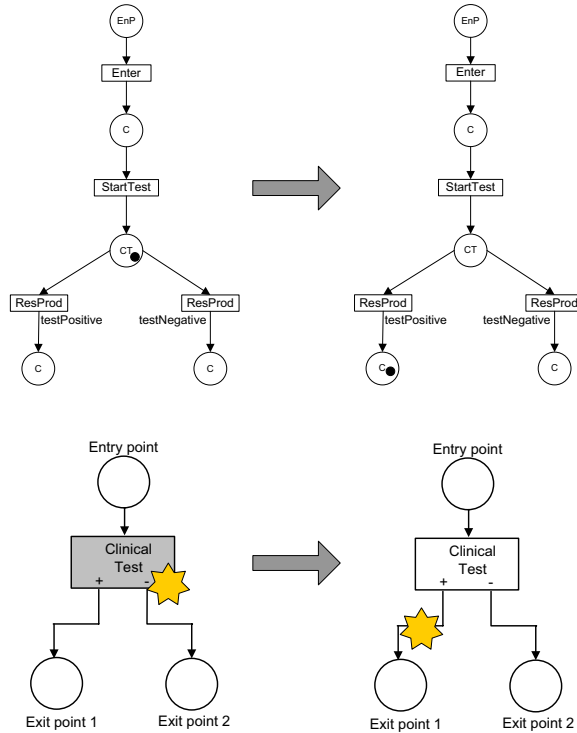 EnP
EnP
Enter
Enter
C
C
StartTest
StartTest
CT
CT
ResProd
ResProd
ResProd
ResProd
testPositive
testNegative
testPositive
testNegative
C
C
C
C
Entry point
Entry point
Clinical
Test
Clinical
Test
+ -
+ -
Exit point 1
Exit point 2
Exit point 1
Exit point 2